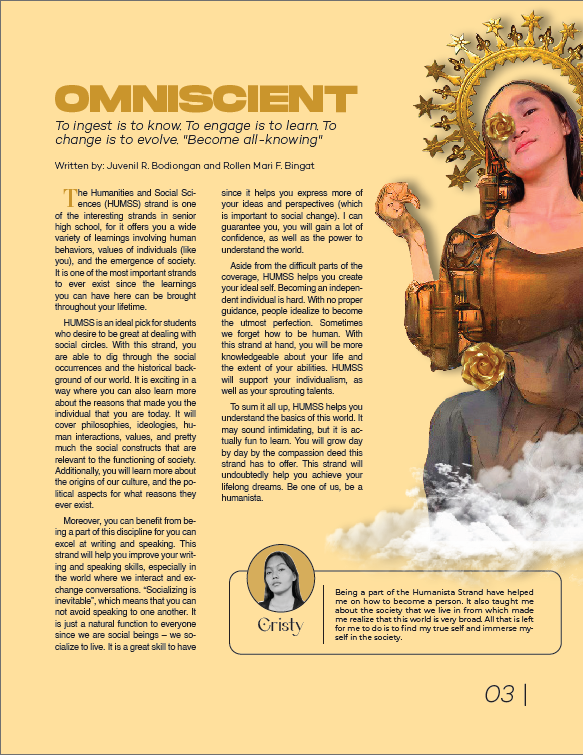 OMNISCIENT
To ingest is to know. To engage is to learn. To
change is to evolve. "Become all-knowing"
Written by: Juvenil R. Bodiongan and Rollen Mari F. Bingat
The Humanities and Social Sci-
ences (HUMSS) strand is one
of the interesting strands in senior
high school, for it offers you a wide
variety of learnings involving human
behaviors, values of individuals (like
you), and the emergence of society.
It is one of the most important strands
to ever exist since the learnings
you can have here can be brought
throughout your lifetime.
HUMSS is an ideal pick for students
who desire to be great at dealing with
social circles. With this strand, you
are able to dig through the social
occurrences and the historical back-
ground of our world. It is exciting in a
way where you can also learn more
about the reasons that made you the
individual that you are today. It will
cover philosophies, ideologies, hu-
man interactions, values, and pretty
much the social constructs that are
relevant to the functioning of society.
Additionally, you will learn more about
the origins of our culture, and the po-
litical aspects for what reasons they
ever exist.
Moreover, you can benefit from be-
ing a part of this discipline for you can
excel at writing and speaking. This
strand will help you improve your writ-
ing and speaking skills, especially in
the world where we interact and ex-
change conversations. “Socializing is
inevitable”, which means that you can
not avoid speaking to one another. It
is just a natural function to everyone
since we are social beings – we so-
cialize to live. It is a great skill to have
since it helps you express more of
your ideas and perspectives (which
is important to social change). I can
guarantee you, you will gain a lot of
confidence, as well as the power to
understand the world.
Aside from the difficult parts of the
coverage, HUMSS helps you create
your ideal self. Becoming an indepen-
dent individual is hard. With no proper
guidance, people idealize to become
the utmost perfection. Sometimes
we forget how to be human. With
this strand at hand, you will be more
knowledgeable about your life and
the extent of your abilities. HUMSS
will support your individualism, as
well as your sprouting talents.
To sum it all up, HUMSS helps you
understand the basics of this world. It
may sound intimidating, but it is ac-
tually fun to learn. You will grow day
by day by the compassion deed this
strand has to offer. This strand will
undoubtedly help you achieve your
lifelong dreams. Be one of us, be a
humanista.
Cristy
Being a part of the Humanista Strand have helped
me on how to become a person. It also taught me
about the society that we live in from which made
me realize that this world is very broad. All that is left
for me to do is to find my true self and immerse my-
self in the society.
03 |